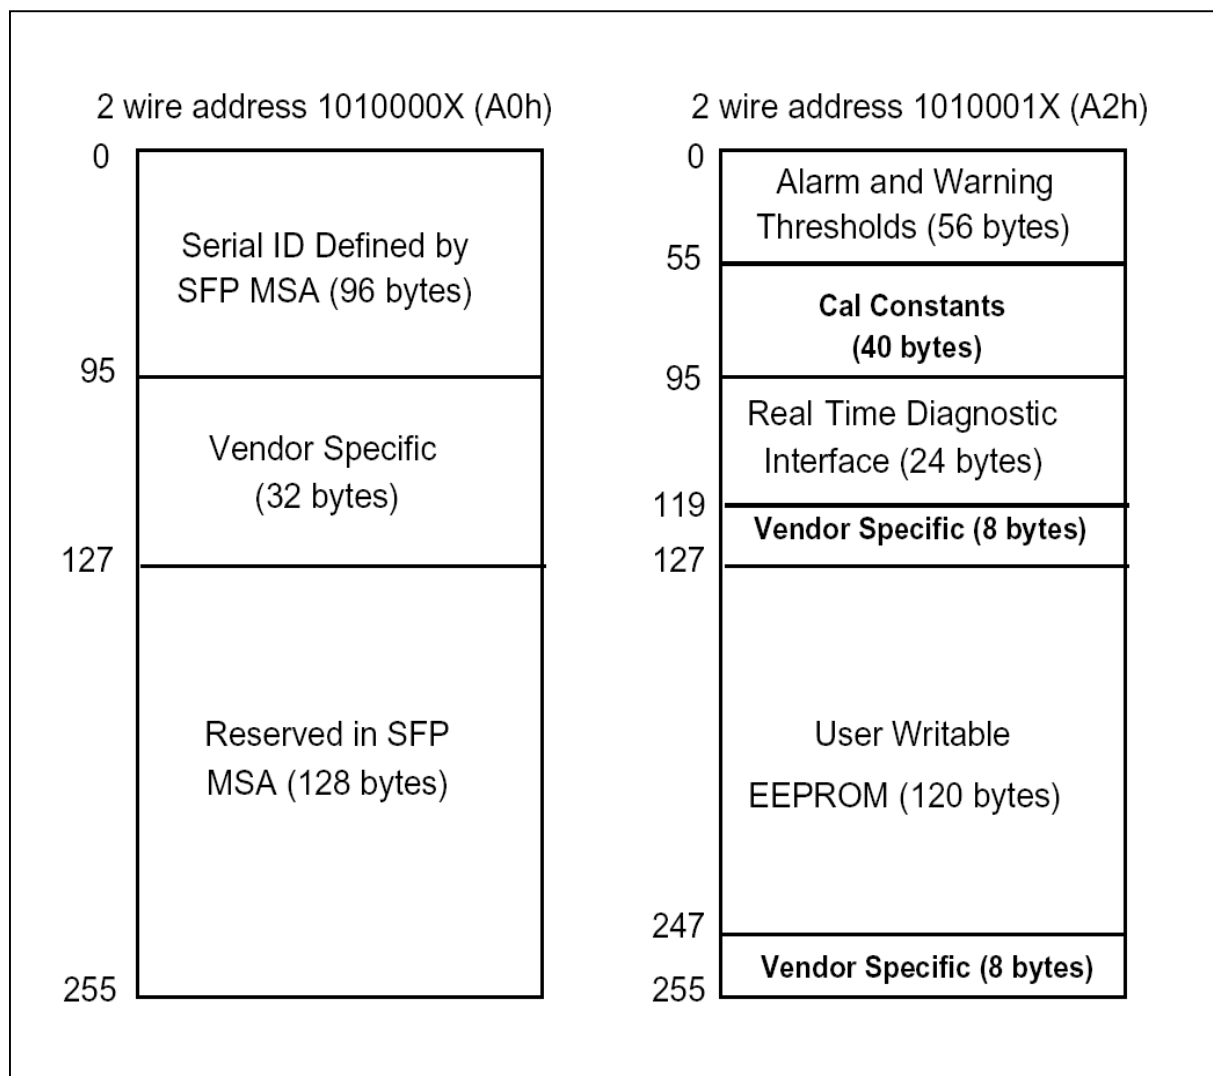 2 wire address 1010000X (A0h)
0
Serial ID Defined by
SFP MSA (96 bytes)
95
Vendor Specific
(32 bytes)
127
Reserved in SFP
MSA (128 bytes)
255
2 wire address 1010001X (A2h)
0
Alarm and Warning
Thresholds (56 bytes)
55
Cal Constants
(40 bytes)
95
Real Time Diagnostic
Interface (24 bytes)
119
Vendor Specific (8 bytes)
127
User Writable
EEPROM (120 bytes)
247
Vendor Specific (8 bytes)
255